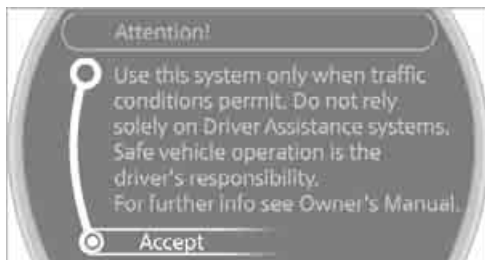 Attention!
Use this system only when traffic
conditions permit. Do not rely
solely on Driver Assistance systems.
Safe vehicle operation is the
driver's responsibility.
For further info see Owner's Manual.
Accept